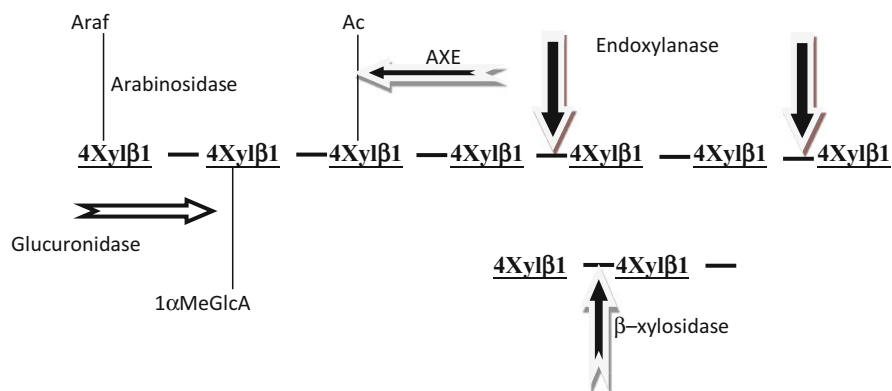 Araf Ac
AXE Endoxylanase
Arabinosidase
4Xylβ1 — 4Xylβ1 — 4Xylβ1 — 4Xylβ1 — 4Xylβ1 — 4Xylβ1 — 4Xylβ1
Glucuronidase
4Xylβ1 — 4Xylβ1 —
1αMeGlcA
β–xylosidase